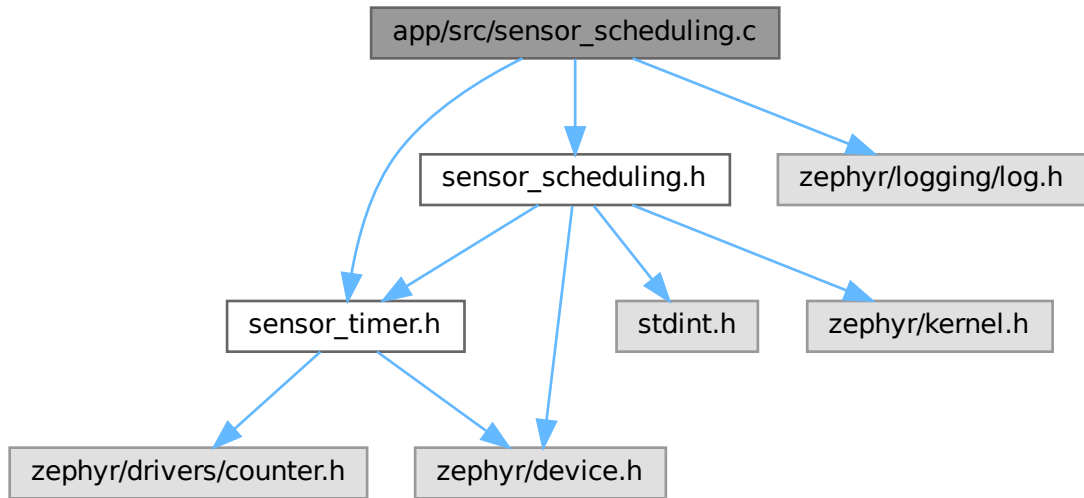 app/src/sensor_scheduling.c
sensor_scheduling.h
zephyr/logging/log.h
sensor_timer.h
stdint.h
zephyr/kernel.h
zephyr/drivers/counter.h
zephyr/device.h